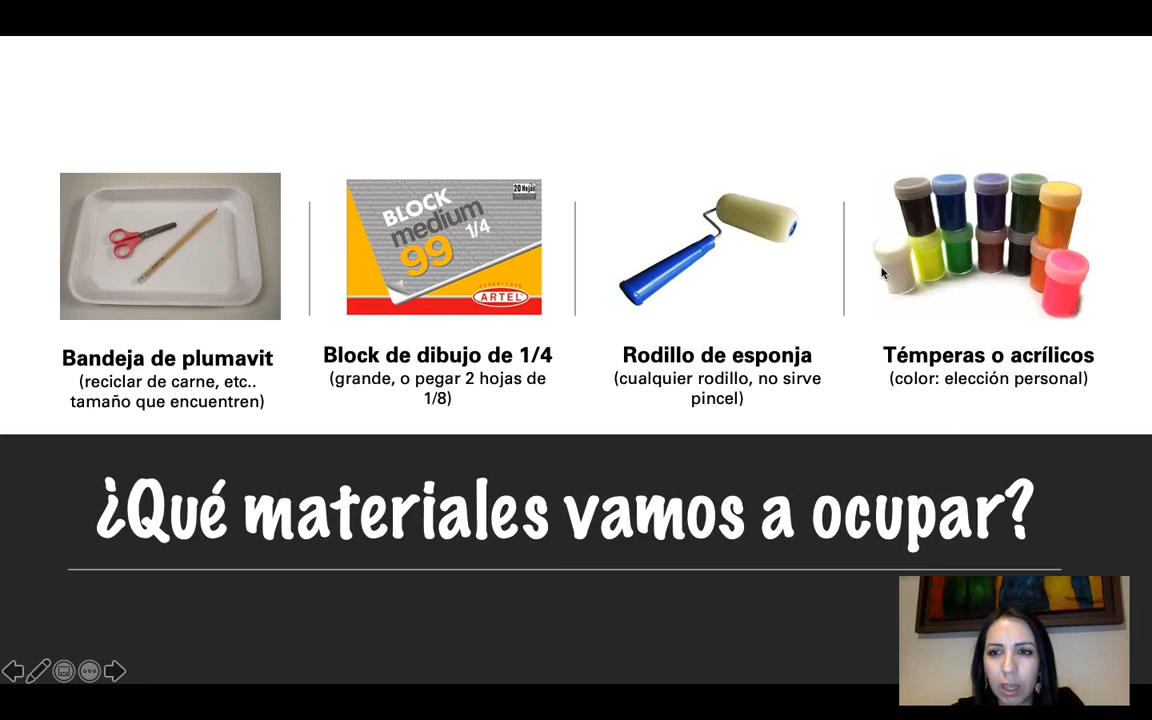 BLOCK
medium
99
1/4
20 Hojas
ARTEL
Bandeja de plumavit
(reciclar de carne, etc..
tamaño que encuentren)
Block de dibujo de 1/4
(grande, o pegar 2 hojas de
1/8)
Rodillo de esponja
(cualquier rodillo, no sirve
pincel)
Témperas o acrílicos
(color: elección personal)
¿Qué materiales vamos a ocupar?